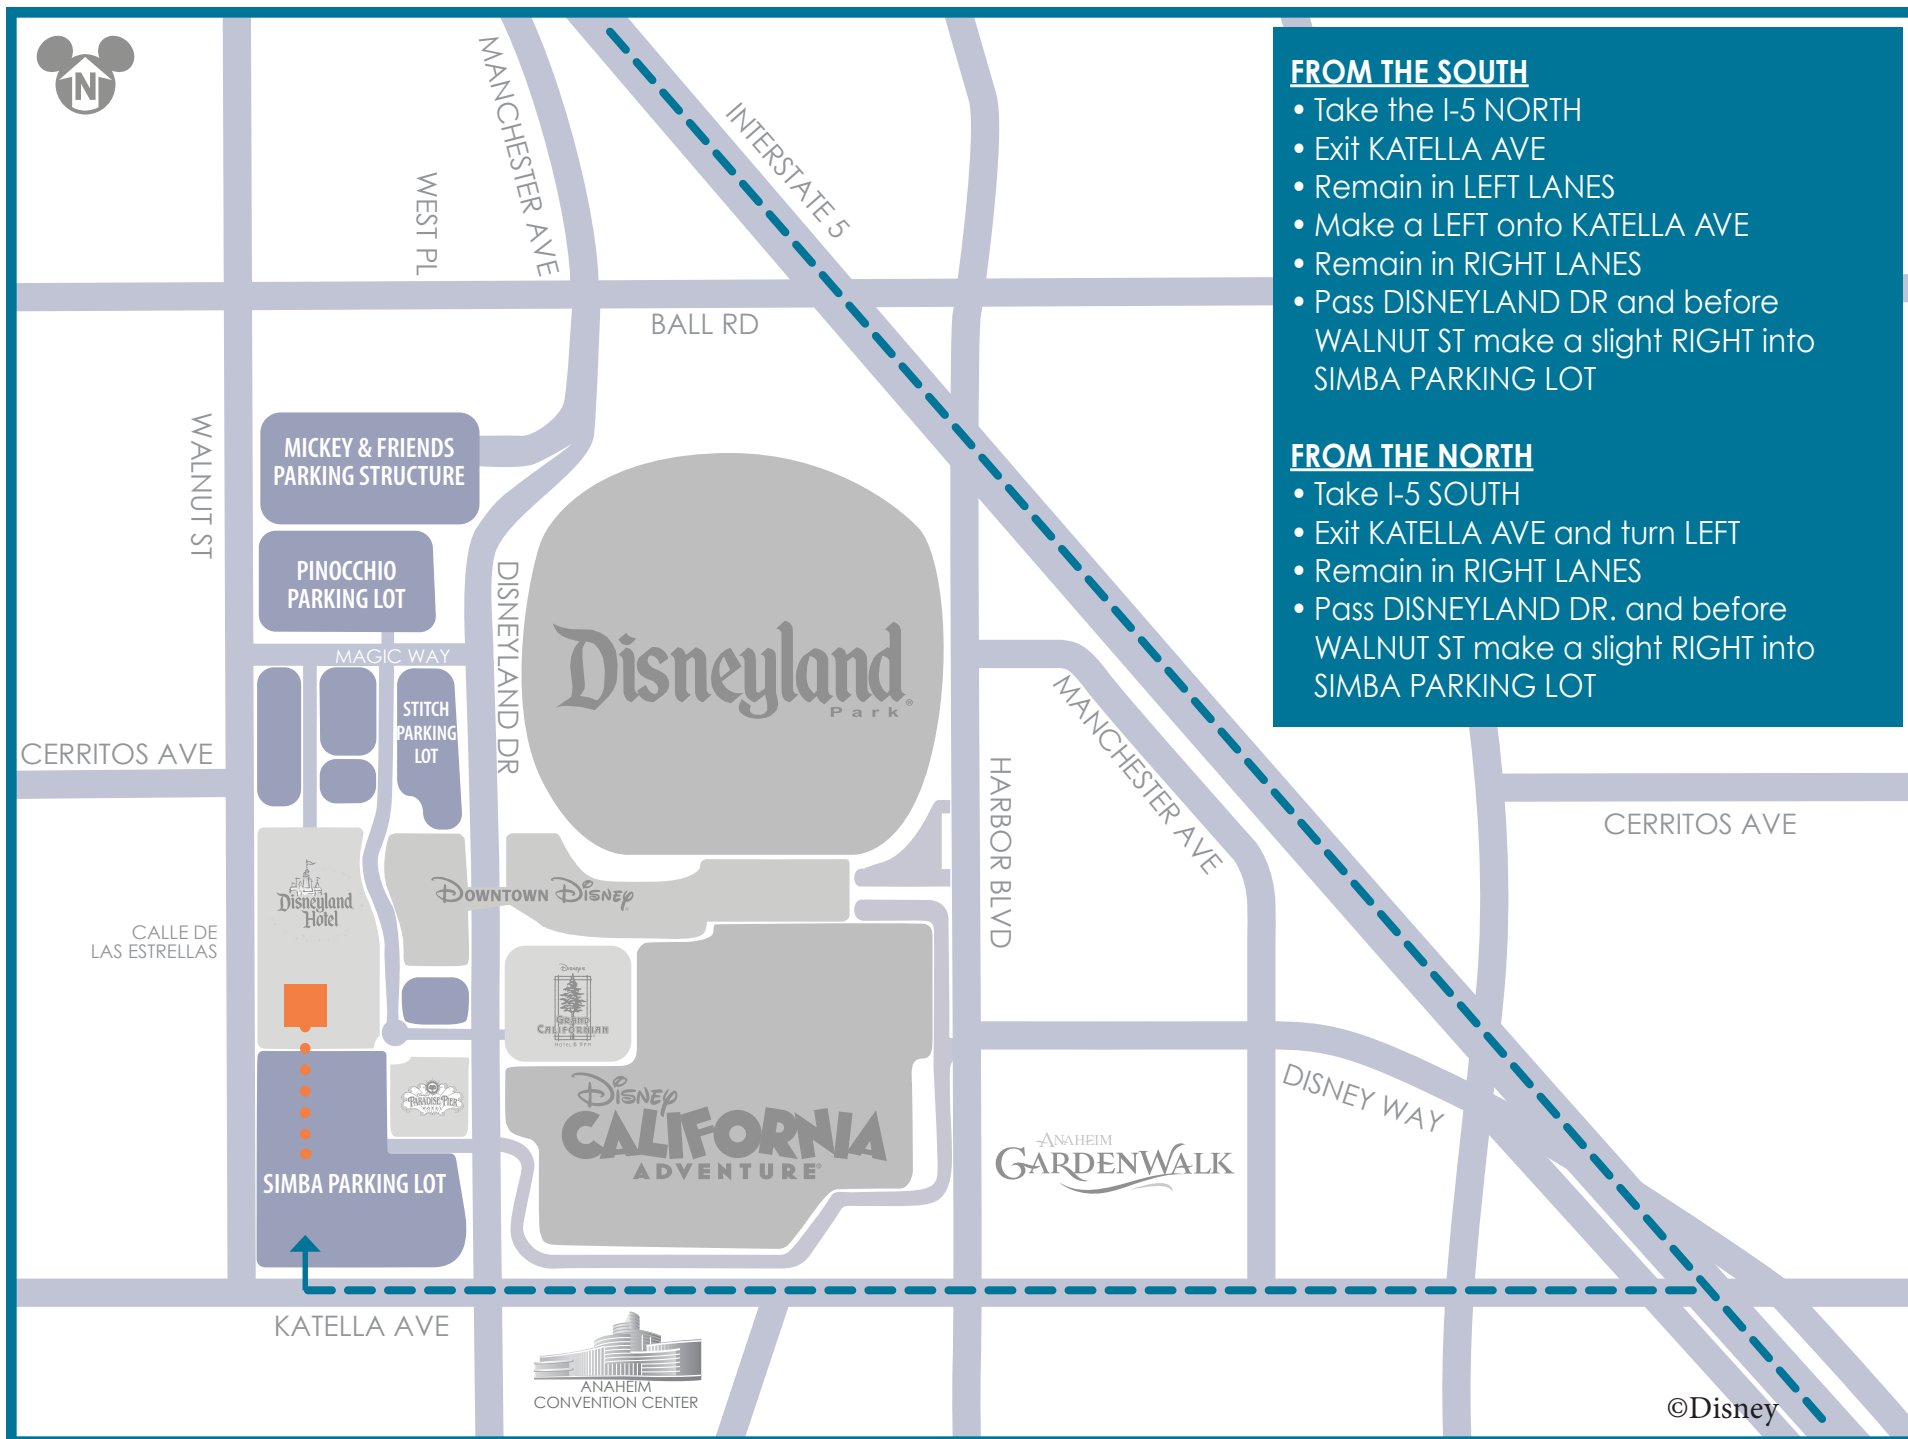 N
MANCHESTER AVE
INTERSTATE 5
WEST PL
BALL RD
FROM THE SOUTH
• Take the I-5 NORTH
• Exit KATELLA AVE
• Remain in LEFT LANES
• Make a LEFT onto KATELLA AVE
• Remain in RIGHT LANES
• Pass DISNEYLAND DR and before
WALNUT ST make a slight RIGHT into
SIMBA PARKING LOT
FROM THE NORTH
• Take I-5 SOUTH
• Exit KATELLA AVE and turn LEFT
• Remain in RIGHT LANES
• Pass DISNEYLAND DR. and before
WALNUT ST make a slight RIGHT into
SIMBA PARKING LOT
WALNUT ST
MICKEY & FRIENDS
PARKING STRUCTURE
PINOCCHIO
PARKING LOT
DISNEYLAND DR
MAGIC WAY
Disneyland®
Park
STITCH
PARKING
LOT
MANCHESTER AVE
CERRITOS AVE
HARBOR BLVD
CERRITOS AVE
Disneyland
Hotel
DOWNTOWN DISNEY
CALLE DE
LAS ESTRELLAS
Disney's
GRAND
CALIFORNIAN
HOTEL & SPA
DISNEY WAY
PARADISE PIER
HOTEL
DISNEY
CALIFORNIA
ADVENTURE®
ANAHEIM
GARDENWALK
SIMBA PARKING LOT
KATELLA AVE
ANAHEIM
CONVENTION CENTER
©Disney